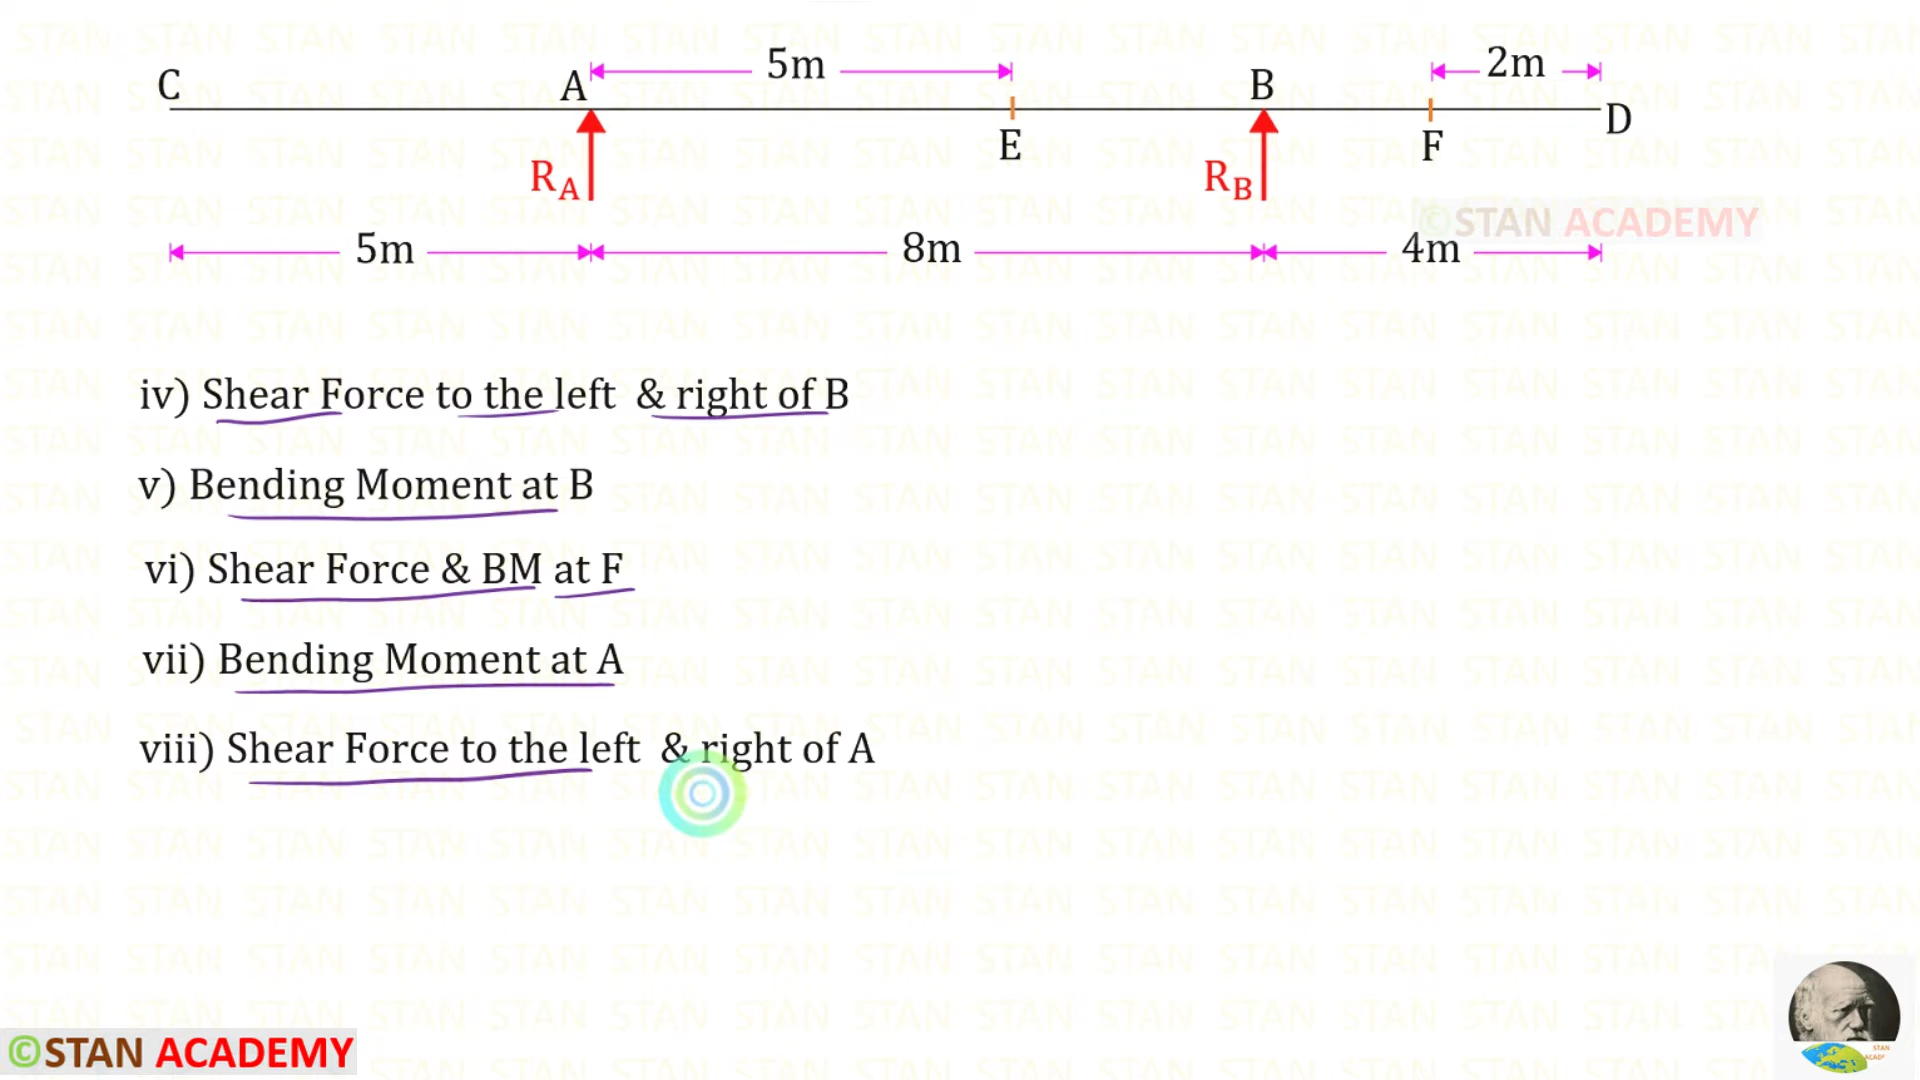 5m
2m
C
A
B
D
E
F
RA
RB
©STAN ACADEMY
5m
8m
4m
iv) Shear Force to the left & right of B
v) Bending Moment at B
vi) Shear Force & BM at F
vii) Bending Moment at A
viii) Shear Force to the left & right of A
©STAN ACADEMY